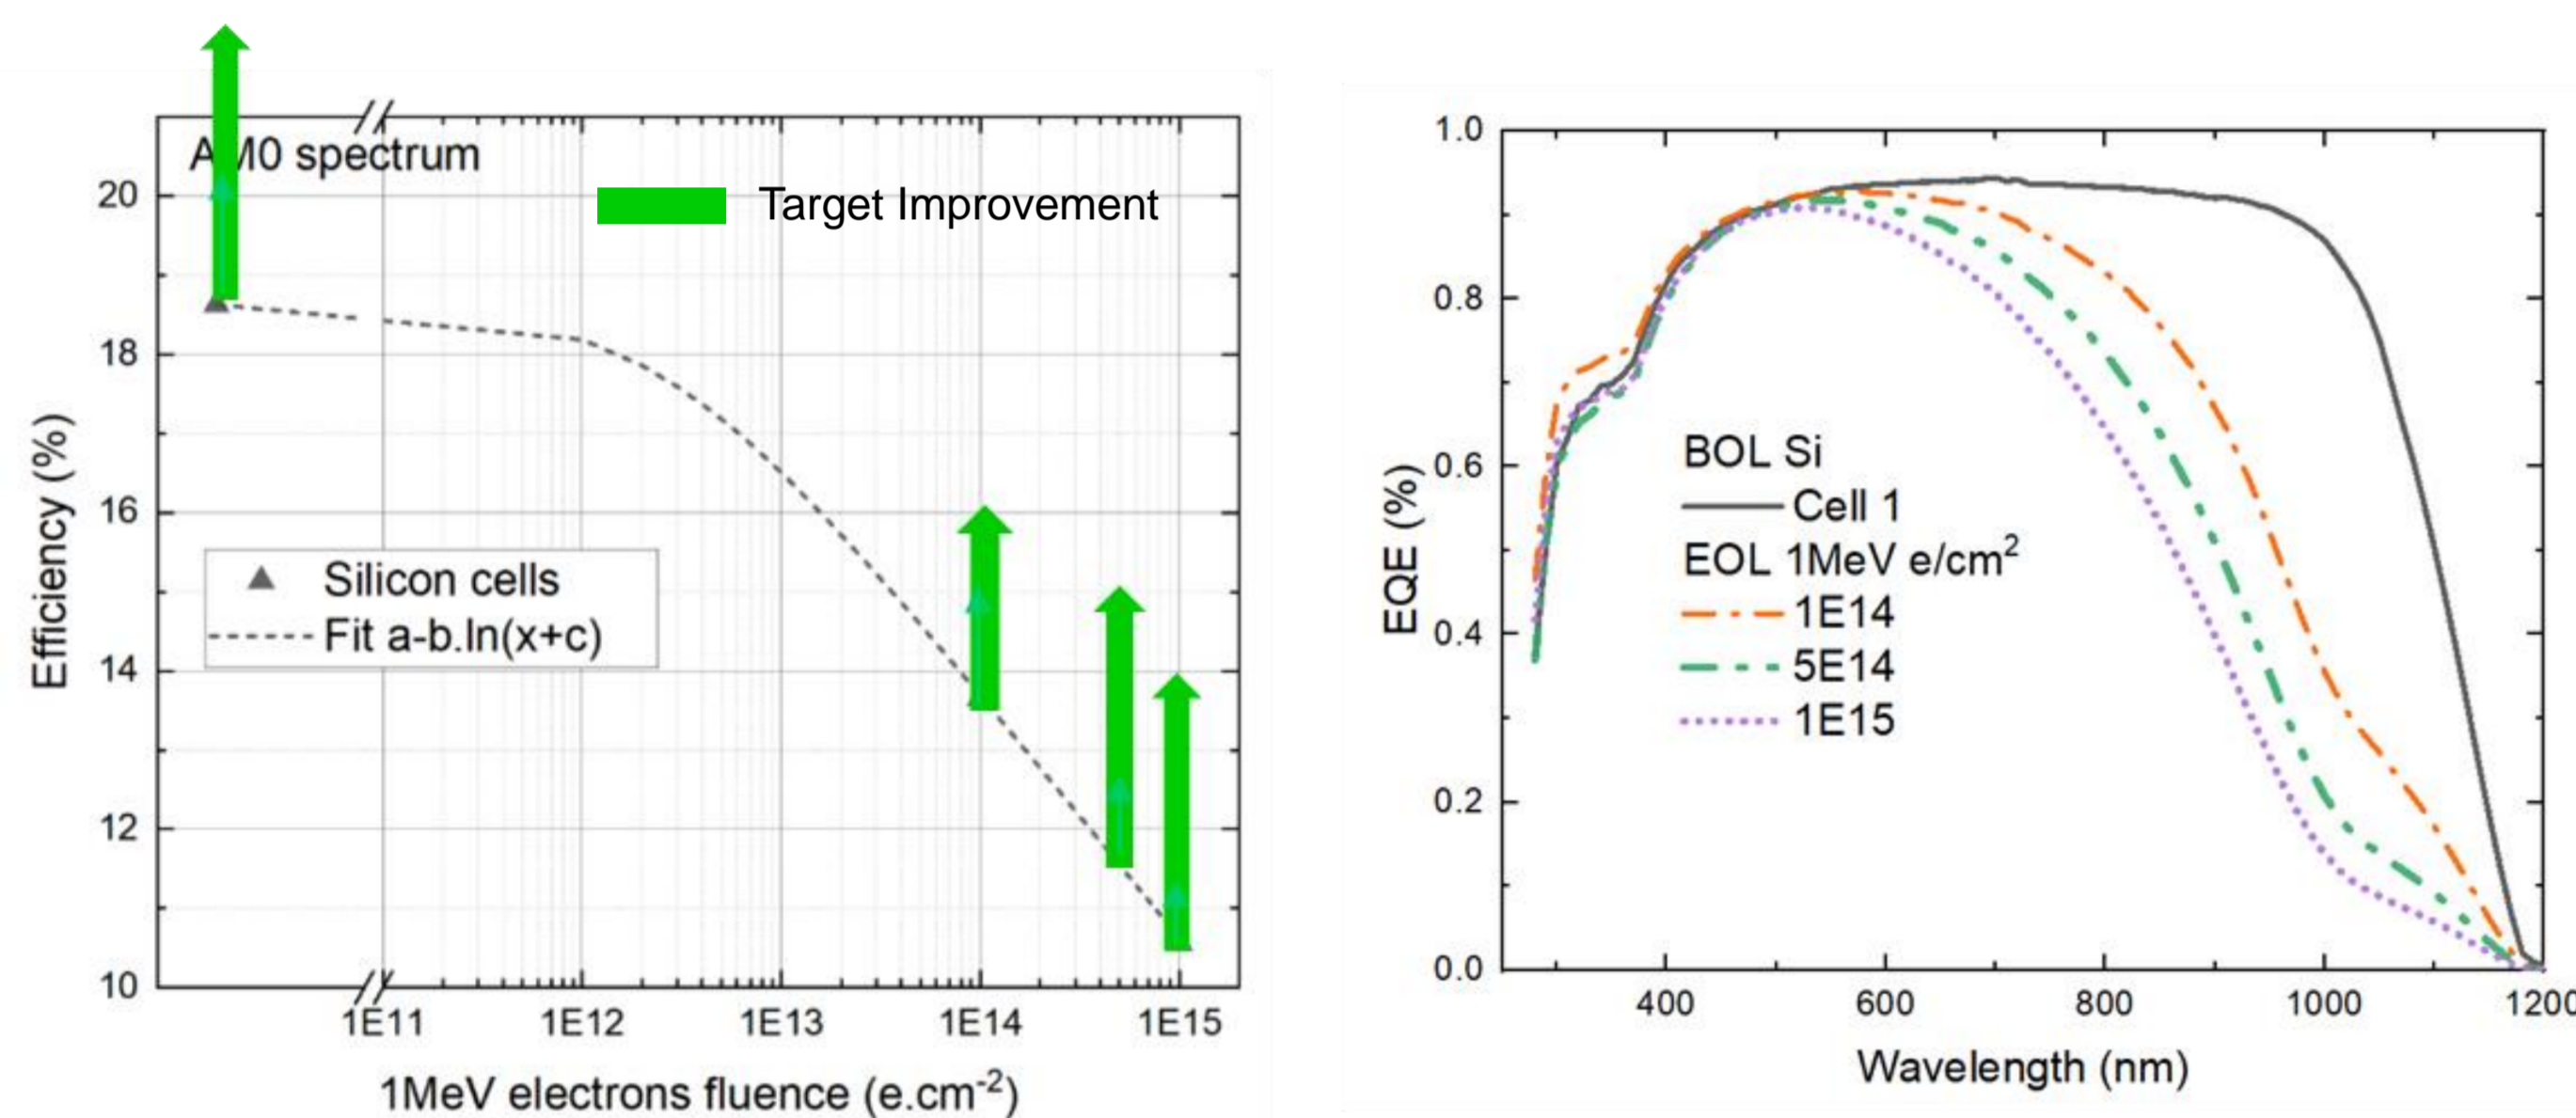 AM0 spectrum
Target Improvement
Silicon cells
Fit a-b.ln(x+c)
Efficiency (%)
20
18
16
14
12
10
1E11 1E12 1E13 1E14 1E15
1MeV electrons fluence (e.cm⁻²)
1.0
0.8
0.6
0.4
0.2
0.0
EQE (%)
BOL Si
Cell 1
EOL 1MeV e/cm²
1E14
5E14
1E15
400 600 800 1000 1200
Wavelength (nm)